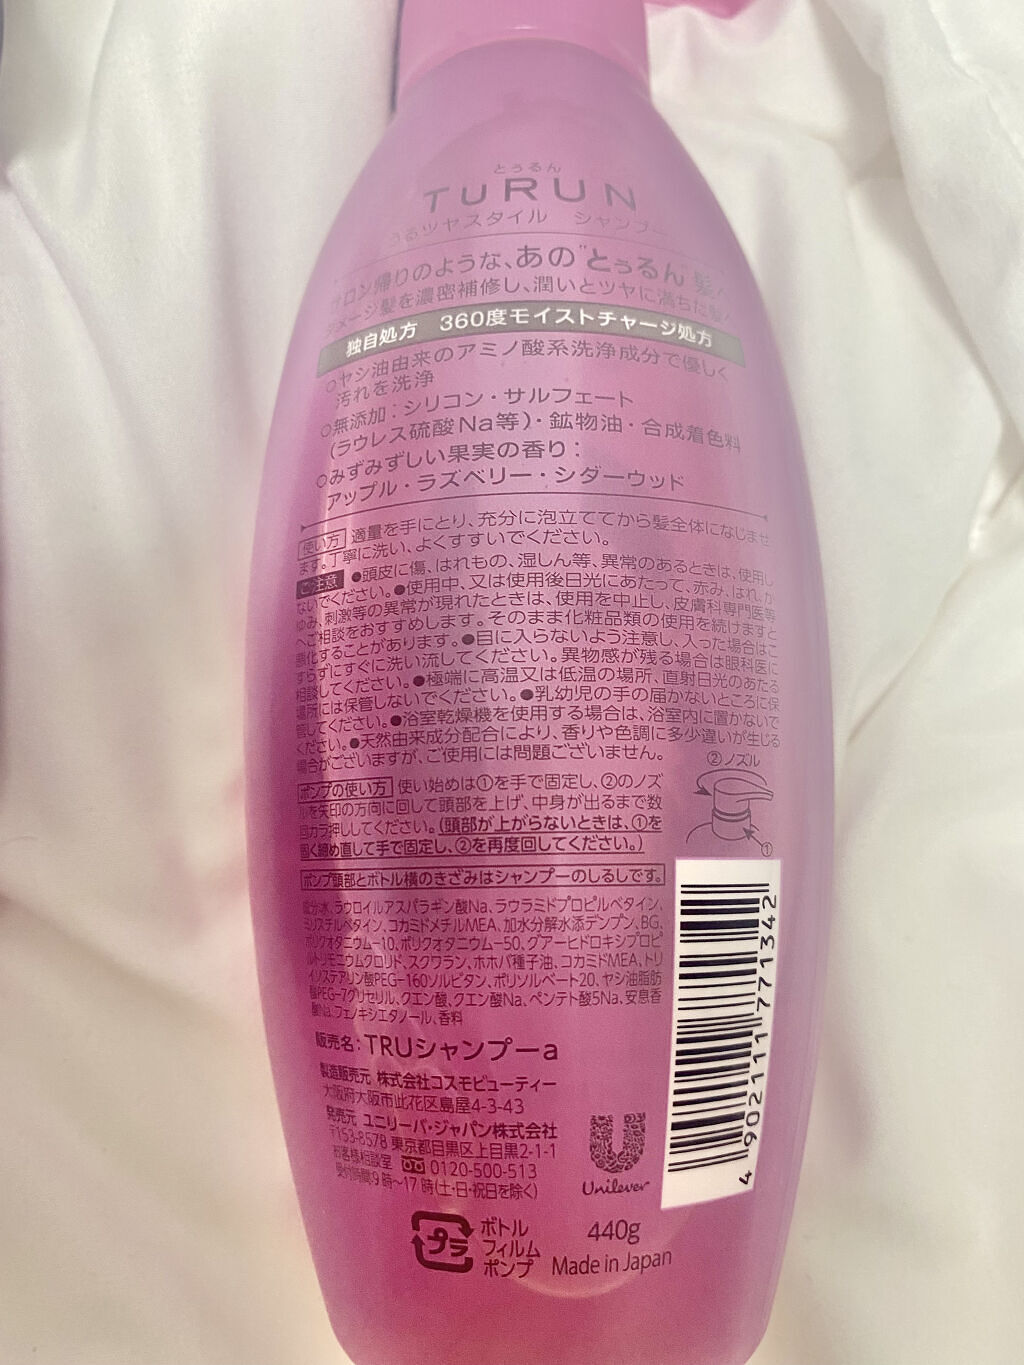 とぅるん
TURUN
うるツヤスタイル シャンプー
サロン帰りのような、あの"とぅるん"髪へ
ダメージ髪を濃密補修し、潤いとツヤに満ちた髪へ
独自処方 360度モイストチャージ処方
○ヤシ油由来のアミノ酸系洗浄成分で優しく
汚れを洗浄
○無添加:シリコン・サルフェート
(ラウレス硫酸Na等)・鉱物油・合成着色料
○みずみずしい果実の香り:
アップル・ラズベリー・シダーウッド
使い方 適量を手にとり、充分に泡立ててから髪全体になじませ
ます。丁寧に洗い、よくすすいでください。
ご注意 ●頭皮に傷、はれもの、湿しん等、異常のあるときは、使用し
ないでください。●使用中、又は使用後日光にあたって、赤み、はれ、か
ゆみ、刺激等の異常が現れたときは、使用を中止し、皮膚科専門医等
へご相談をおすすめします。そのまま化粧品類の使用を続けますと
悪化することがあります。●目に入らないよう注意し、入った場合はこ
すらずにすぐに洗い流してください。異物感が残る場合は眼科医に
相談してください。●極端に高温又は低温の場所、直射日光のあたる
場所には保管しないでください。●乳幼児の手の届かないところに保
管してください。●浴室乾燥機を使用する場合は、浴室内に置かないで
ください。●天然由来成分配合により、香りや色調に多少違いが生じる
場合がございますが、ご使用には問題ございません。
②ノズル
①
ポンプの使い方 使い始めは①を手で固定し、②のノズ
ルを矢印の方向に回して頭部を上げ、中身が出るまで数
回カラ押ししてください。(頭部が上がらないときは、①を
固く締め直して手で固定し、②を再度回してください。)
ポンプ頭部とボトル横のきざみはシャンプーのしるしです。
成分:水、ラウロイルアスパラギン酸Na、ラウラミドプロピルベタイン、
ミリスチルベタイン、コカミドメチルMEA、加水分解水添デンプン、BG、
ポリクオタニウム-10、ポリクオタニウム-50、グアーヒドロキシプロピ
ルトリモニウムクロリド、スクワラン、ホホバ種子油、コカミドMEA、トリ
イソステアリン酸PEG-160ソルビタン、ポリソルベート20、ヤシ油脂肪
酸PEG-7グリセリル、クエン酸、クエン酸Na、ペンテト酸5Na、安息香
酸Na、フェノキシエタノール、香料
販売名:TRUシャンプーa
製造販売元 株式会社コスモビューティー
大阪府大阪市此花区島屋4-3-43
発売元 ユニリーバ・ジャパン株式会社
〒153-8578 東京都目黒区上目黒2-1-1
お客様相談室 0120-500-513
受付時間:9時〜17時(土・日・祝日を除く)
Unilever
4 902111 771342
プラ
ボトル
フィルム
ポンプ
440g
Made in Japan